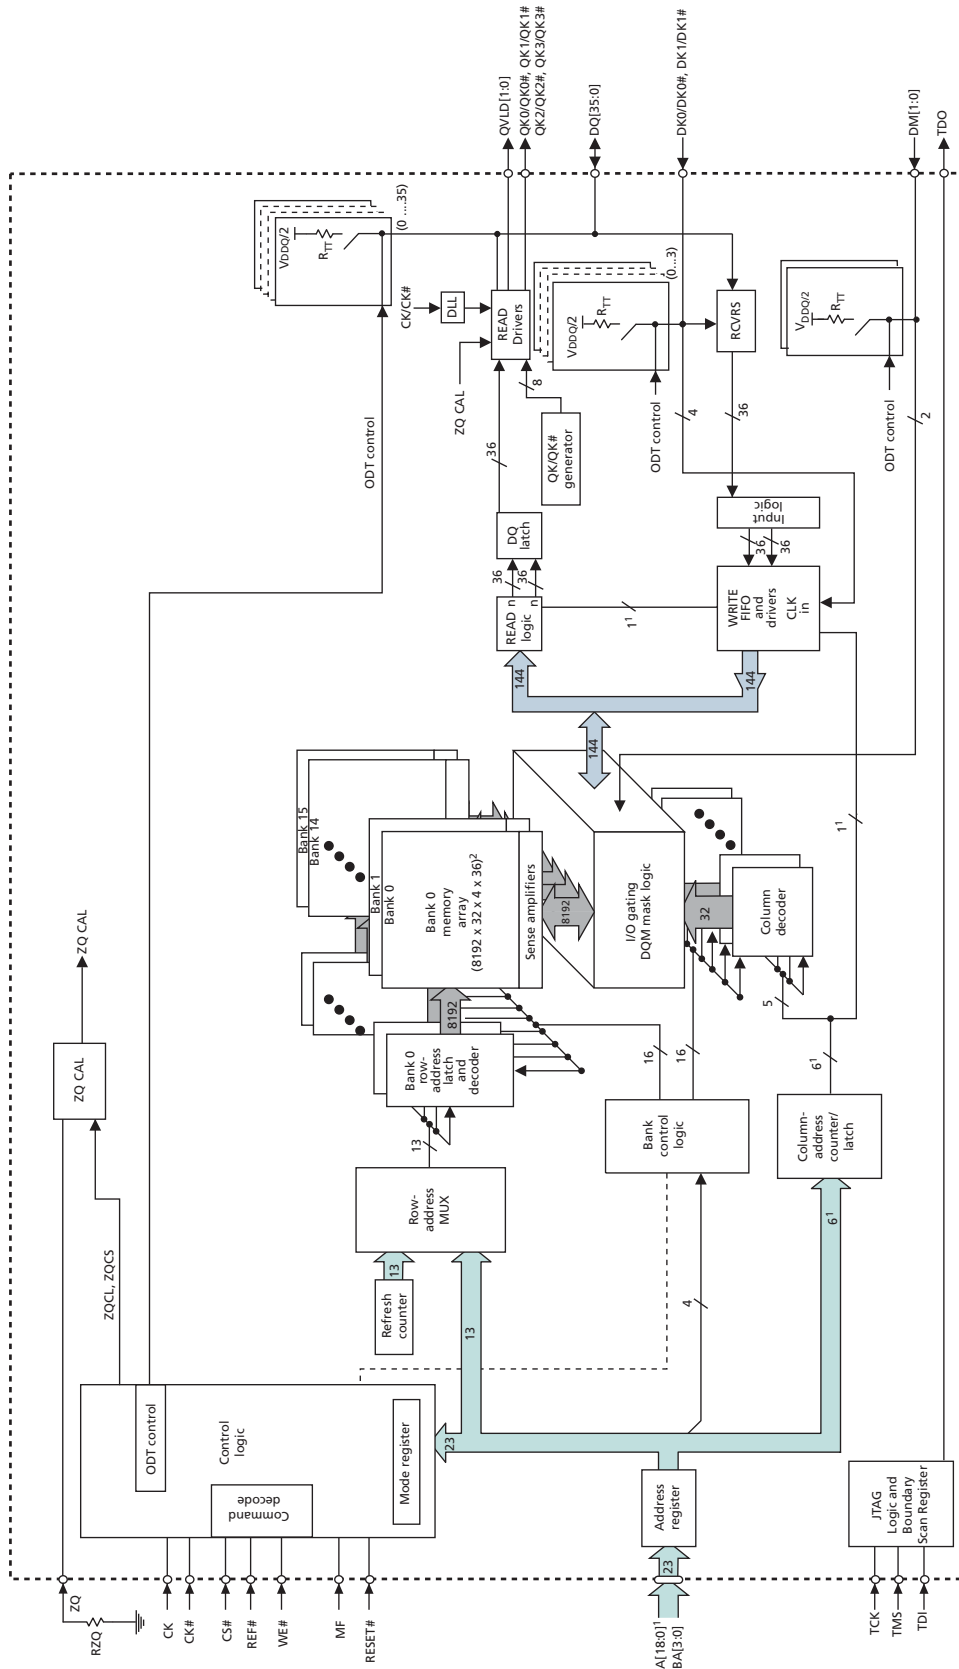 ZQ
RZQ
CK
CK#
CS#
REF#
WE#
MF
RESET#
A[18:0]¹
BA[3:0]
TCK
TMS
TDI
ODT control
Control
logic
Command
decode
Mode register
23
23
Address
register
JTAG
Logic and
Boundary
Scan Register
ZQCL, ZQCS
ZQ CAL
ZQ CAL
Refresh
counter
13
13
4
6¹
Row-
address
MUX
Bank
control
logic
Column-
address
counter/
latch
13
16
16
6¹
Bank 0
row-
address
latch
and
decoder
8192
Bank 15
Bank 14
Bank 1
Bank 0
Bank 0
memory
array
(8192 x 32 x 4 x 36)²
Sense amplifiers
8192
I/O gating
DQM mask logic
32
Column
decoder
5
1¹
144
144
144
READ n
logic n
36
36
DQ
latch
1¹
WRITE
FIFO
and
drivers
CLK
in
36
36
Input
logic
36
QK/QK#
generator
8
ODT control
ZQ CAL
CK/CK#
DLL
READ
Drivers
VDDQ/2
RTT
(0 ....35)
VDDQ/2
RTT
(0...3)
ODT control
4
36
RCVRS
VDDQ/2
RTT
ODT control
2
QVLD[1:0]
QK0/QK0#, QK1/QK1#
QK2/QK2#, QK3/QK3#
DQ[35:0]
DK0/DK0#, DK1/DK1#
DM[1:0]
TDO